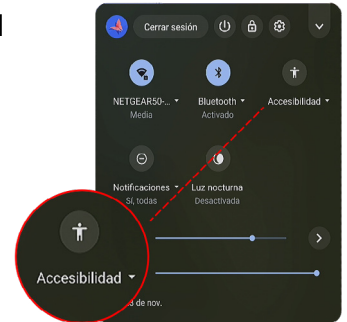 Cerrar sesión
NETGEAR50-... Bluetooth Accesibilidad
Media Activado
Notificaciones Luz nocturna
Sí, todas Desactivada
Accesibilidad
de nov.